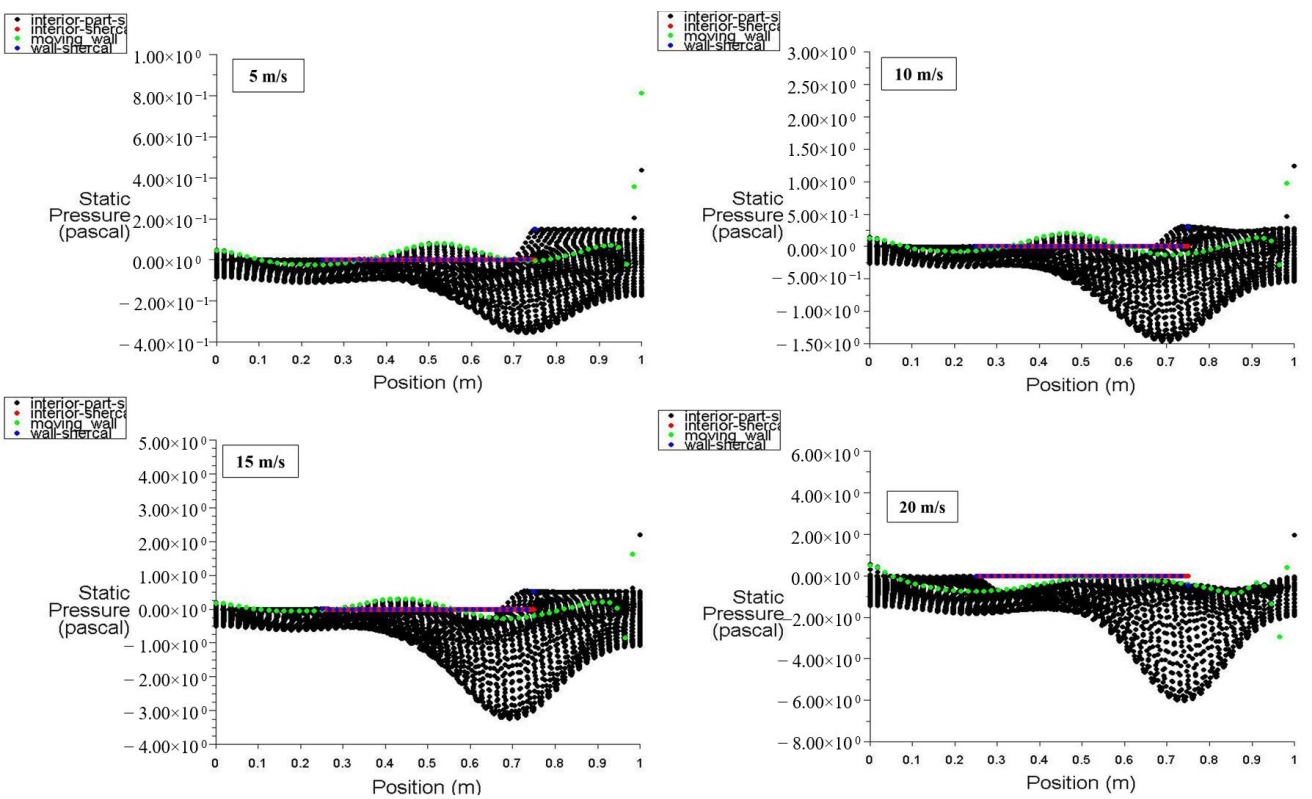 interior-part-s
interior-sherca
moving_wall
wall-shercal
5 m/s
1.00×10⁰
8.00×10⁻¹
6.00×10⁻¹
4.00×10⁻¹
2.00×10⁻¹
0.00×10⁰
−2.00×10⁻¹
−4.00×10⁻¹
Static
Pressure
(pascal)
0 0.1 0.2 0.3 0.4 0.5 0.6 0.7 0.8 0.9 1
Position (m)
interior-part-s
interior-sherca
moving_wall
wall-shercal
10 m/s
3.00×10⁰
2.50×10⁰
2.00×10⁰
1.50×10⁰
1.00×10⁰
5.00×10⁻¹
0.00×10⁰
−5.00×10⁻¹
−1.00×10⁰
−1.50×10⁰
Static
Pressure
(pascal)
0 0.1 0.2 0.3 0.4 0.5 0.6 0.7 0.8 0.9 1
Position (m)
interior-part-s
interior-sherca
moving_wall
wall-shercal
15 m/s
5.00×10⁰
4.00×10⁰
3.00×10⁰
2.00×10⁰
1.00×10⁰
0.00×10⁰
−1.00×10⁰
−2.00×10⁰
−3.00×10⁰
−4.00×10⁰
Static
Pressure
(pascal)
0 0.1 0.2 0.3 0.4 0.5 0.6 0.7 0.8 0.9 1
Position (m)
interior-part-s
interior-sherca
moving_wall
wall-shercal
20 m/s
6.00×10⁰
4.00×10⁰
2.00×10⁰
0.00×10⁰
−2.00×10⁰
−4.00×10⁰
−6.00×10⁰
−8.00×10⁰
Static
Pressure
(pascal)
0 0.1 0.2 0.3 0.4 0.5 0.6 0.7 0.8 0.9 1
Position (m)